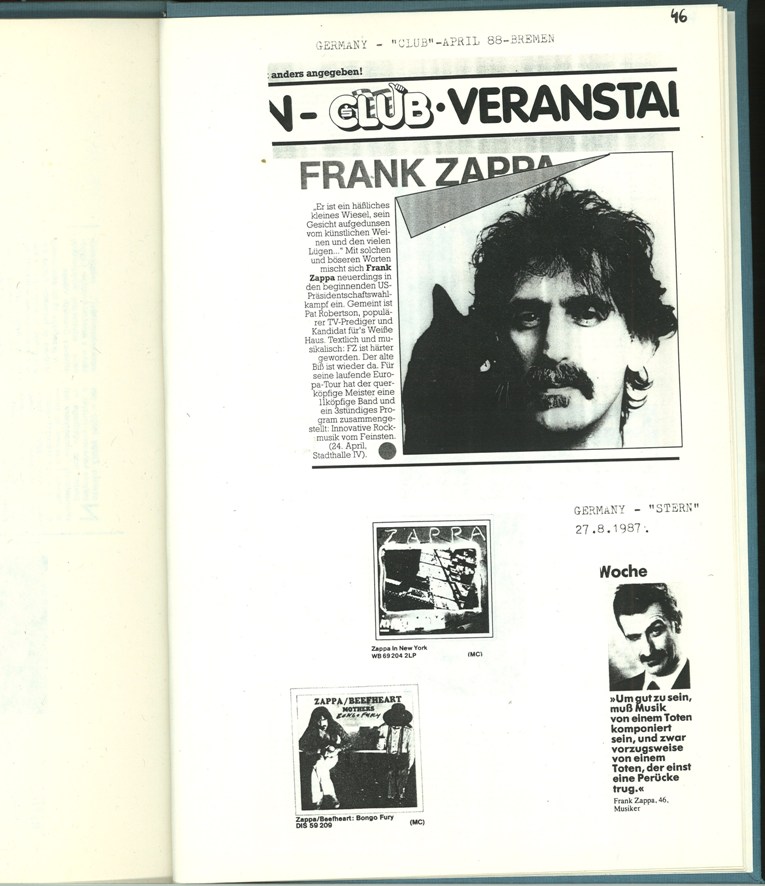 46
GERMANY - "CLUB"-APRIL 88-BREMEN
anders angegeben!
N- CLUB·VERANSTAL
FRANK ZAPPA
„Er ist ein häßliches
kleines Wiesel, sein
Gesicht aufgedunsen
vom künstlichen Wei-
nen und den vielen
Lügen..." Mit solchen
und böseren Worten
mischt sich Frank
Zappa neuerdings in
den beginnenden US-
Präsidentschaftswahl-
kampf ein. Gemeint ist
Pat Robertson, populä-
rer TV-Prediger und
Kandidat für's Weiße
Haus. Textlich und mu-
sikalisch: FZ ist härter
geworden. Der alte
Biß ist wieder da. Für
seine laufende Euro-
pa-Tour hat der quer-
köpfige Meister eine
11köpfige Band und
ein 3stündiges Pro-
gram zusammenge-
stellt: Innovative Rock-
musik vom Feinsten.
(24. April,
Stadthalle IV).
ZAPPA
Zappa In New York
WB 69 204 2LP (MC)
ZAPPA/BEEFHEART
MOTHERS
BONGO FURY
Zappa/Beefheart: Bongo Fury
DIS 59 209 (MC)
GERMANY - "STERN"
27.8.1987.
Woche
»Um gut zu sein,
muß Musik
von einem Toten
komponiert
sein, und zwar
vorzugsweise
von einem
Toten, der einst
eine Perücke
trug.«
Frank Zappa, 46,
Musiker